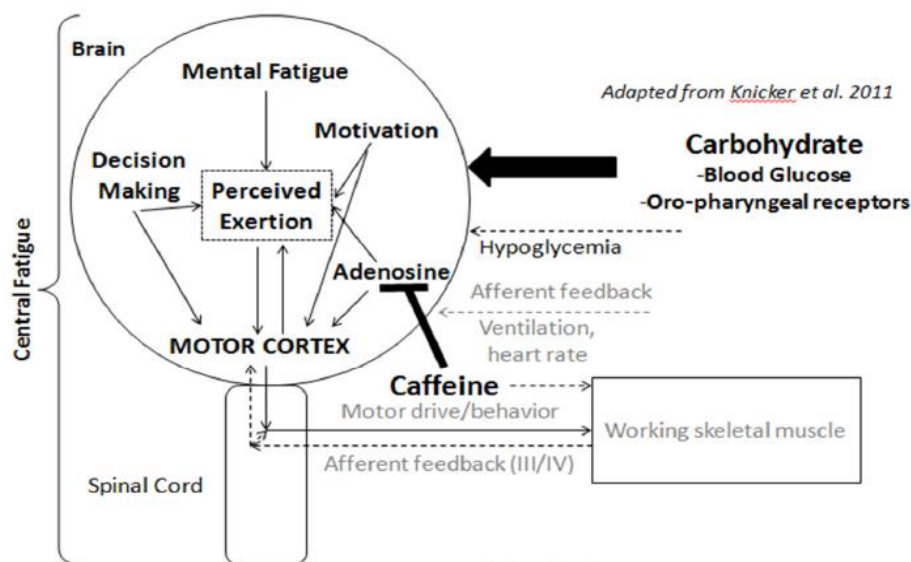 Brain
Mental Fatigue
Adapted from Knicker et al. 2011
Motivation
Carbohydrate
-Blood Glucose
-Oro-pharyngeal receptors
Decision
Making
Perceived
Exertion
Hypoglycemia
Adenosine
Afferent feedback
Ventilation,
heart rate
Central Fatigue
MOTOR CORTEX
Caffeine
Motor drive/behavior
Working skeletal muscle
Afferent feedback (III/IV)
Spinal Cord